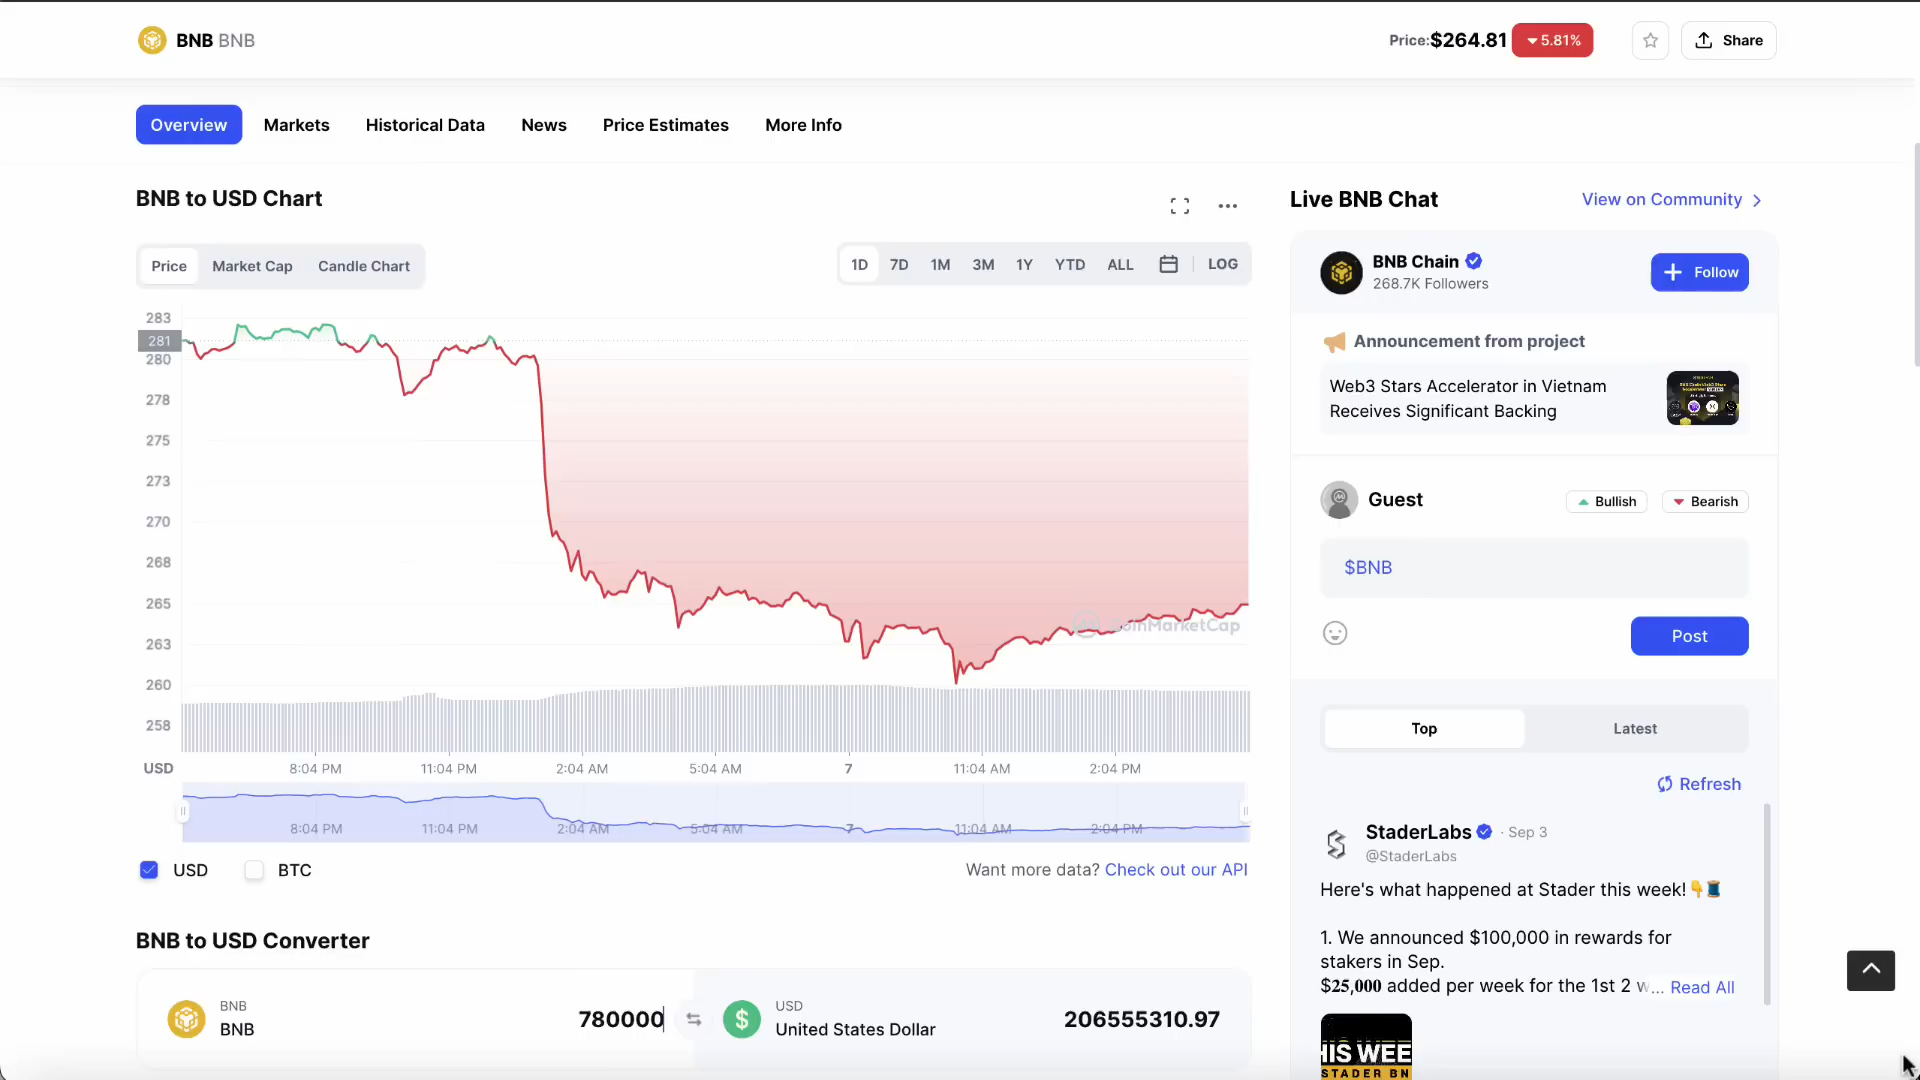 BNB BNB
Price:$264.81 5.81%
Share
Overview Markets Historical Data News Price Estimates More Info
BNB to USD Chart
Price Market Cap Candle Chart
1D 7D 1M 3M 1Y YTD ALL LOG
283
281
280
278
275
273
270
268
265
263
260
258
CoinMarketCap
USD 8:04 PM 11:04 PM 2:04 AM 5:04 AM 7 11:04 AM 2:04 PM
8:04 PM 11:04 PM 2:04 AM 5:04 AM 7 11:04 AM 2:04 PM
USD BTC
Want more data? Check out our API
BNB to USD Converter
BNB
BNB
780000
USD
United States Dollar
206555310.97
Live BNB Chat
View on Community
BNB Chain
268.7K Followers
Follow
Announcement from project
Web3 Stars Accelerator in Vietnam
Receives Significant Backing
Guest
Bullish Bearish
$BNB
Post
Top Latest
Refresh
StaderLabs · Sep 3
@StaderLabs
Here's what happened at Stader this week!👇🧵
1. We announced $100,000 in rewards for
stakers in Sep.
$𝟐𝟓,𝟎𝟎𝟎 added per week for the 1st 2 w... Read All
HIS WEE
STADER BN